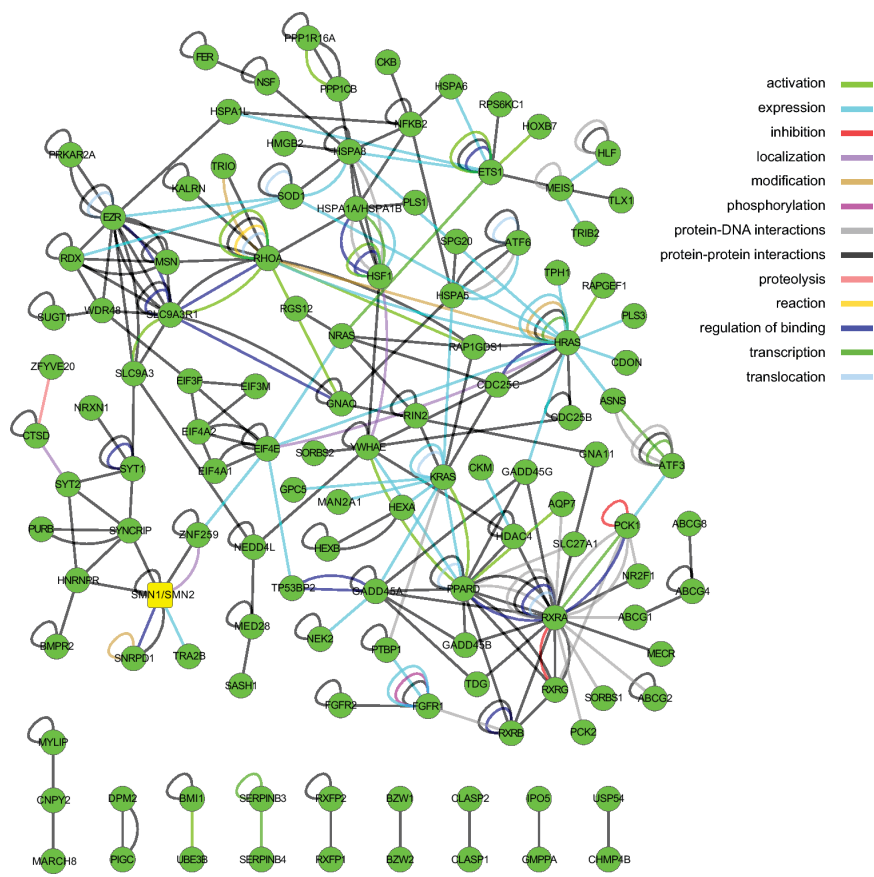 PPP1R16A
FER
NSF
PPP1CB
CKB
HSPA6
RPS6KC1
HOXB7
HSPA1L
NFKB2
HMGB2
HSPA8
PRKAR2A
TRIO
KALRN
SOD1
ETS1
HLF
MEIS1
TLX1
TRIB2
EZR
HSPA1A/HSPA1B
PLS1
SPG20
ATF6
RDX
MSN
RHOA
HSF1
HSPA5
TPH1
RAPGEF1
SUGT1
WDR48
SLC9A3R1
RGS12
NRAS
RAP1GDS1
HRAS
PLS3
CDON
ZFYVE20
SLC9A3
EIF3F
EIF3M
GNAQ
CDC25C
ASNS
NRXN1
CTSD
EIF4A2
RIN2
CDC25B
SYT1
EIF4A1
EIF4E
SORBS2
YWHAE
GNA11
ATF3
SYT2
GPC5
MAN2A1
KRAS
CKM
GADD45G
HEXA
AQP7
PURB
SYNCRIP
ZNF259
NEDD4L
HEXB
HDAC4
SLC27A1
PCK1
ABCG8
HNRNPR
SMN1/SMN2
TP53BP2
GADD45A
PPARD
NR2F1
ABCG4
RXRA
ABCG1
BMPR2
SNRPD1
TRA2B
MED28
NEK2
PTBP1
GADD45B
MECR
SASH1
TDG
RXRG
SORBS1
ABCG2
FGFR2
FGFR1
RXRB
PCK2
MYLIP
CNPY2
MARCH8
DPM2
BMI1
SERPINB3
RXFP2
BZW1
CLASP2
IPO5
USP54
PIGC
UBE3B
SERPINB4
RXFP1
BZW2
CLASP1
GMPPA
CHMP4B
activation
expression
inhibition
localization
modification
phosphorylation
protein-DNA interactions
protein-protein interactions
proteolysis
reaction
regulation of binding
transcription
translocation